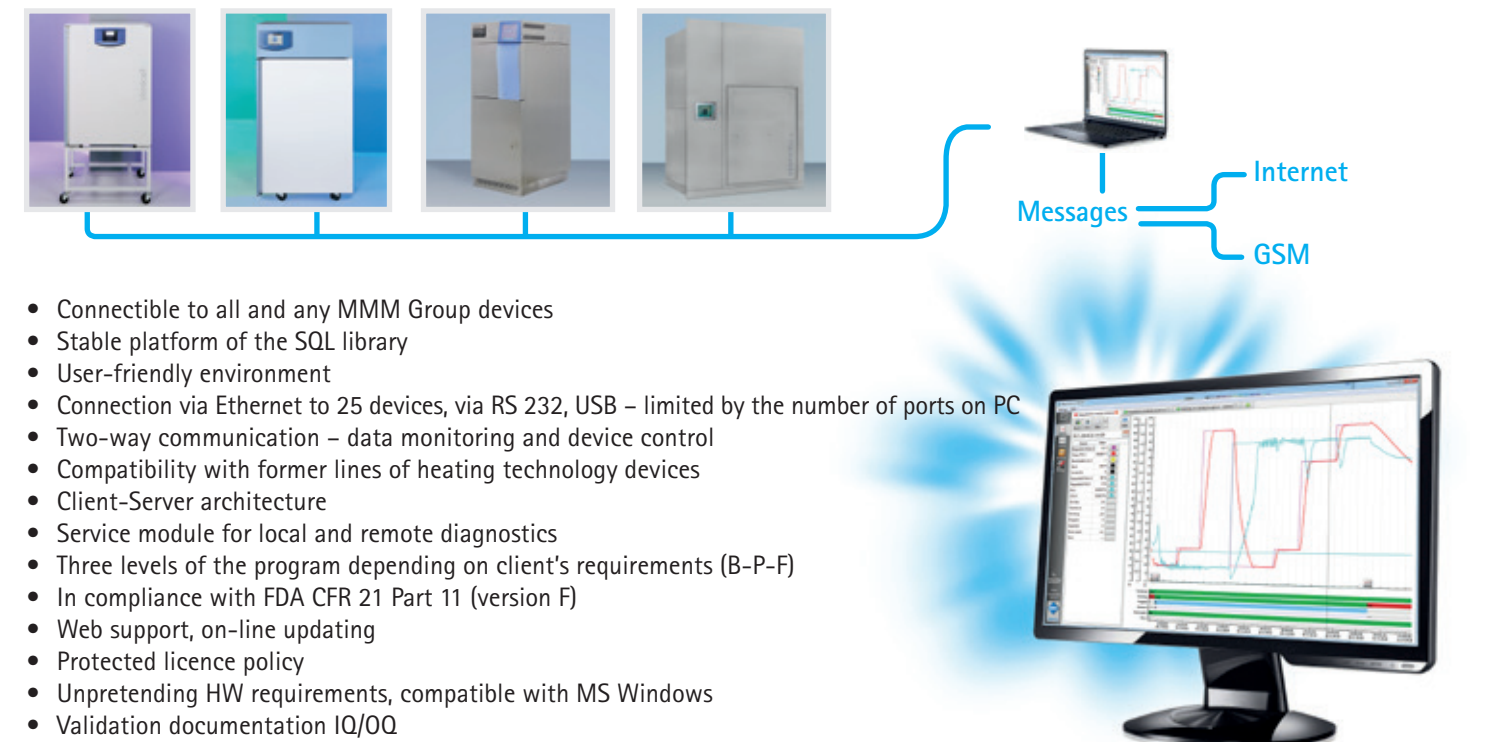 Internet
Messages
GSM
• Connectible to all and any MMM Group devices
• Stable platform of the SQL library
• User-friendly environment
• Connection via Ethernet to 25 devices, via RS 232, USB – limited by the number of ports on PC
• Two-way communication – data monitoring and device control
• Compatibility with former lines of heating technology devices
• Client-Server architecture
• Service module for local and remote diagnostics
• Three levels of the program depending on client's requirements (B-P-F)
• In compliance with FDA CFR 21 Part 11 (version F)
• Web support, on-line updating
• Protected licence policy
• Unpretending HW requirements, compatible with MS Windows
• Validation documentation IQ/OQ